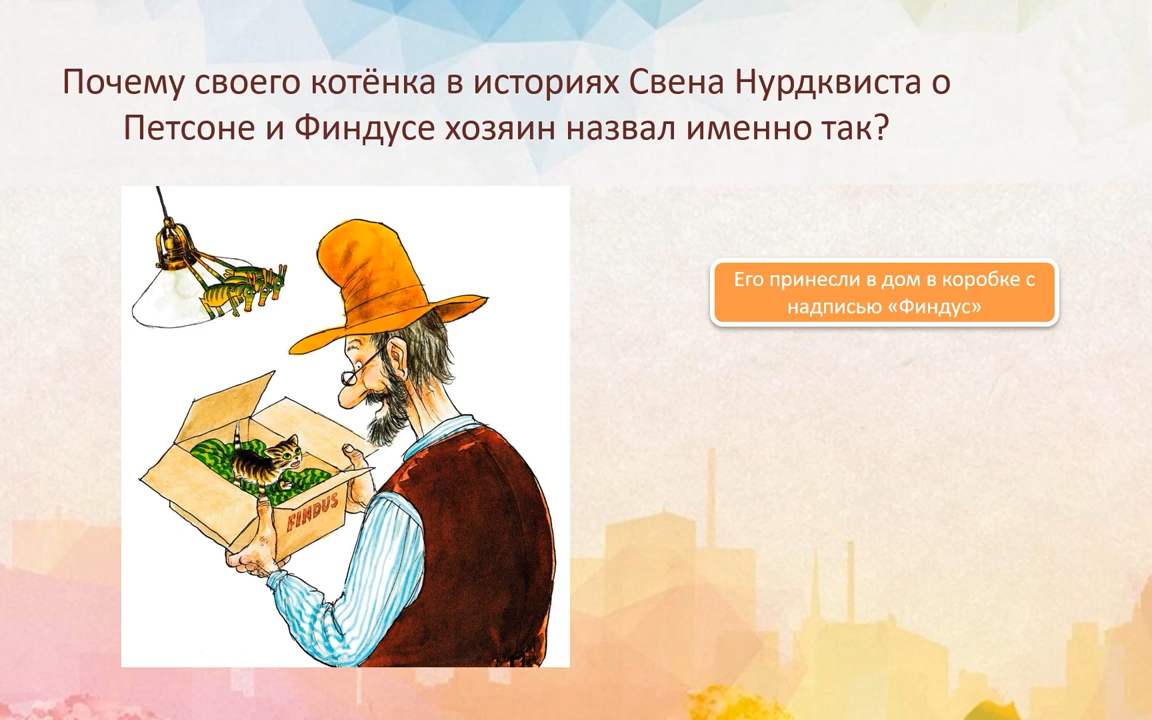 Почему своего котёнка в историях Свена Нурдквиста о
Петсоне и Финдусе хозяин назвал именно так?
Его принесли в дом в коробке с
надписью «Финдус»
FINDUS